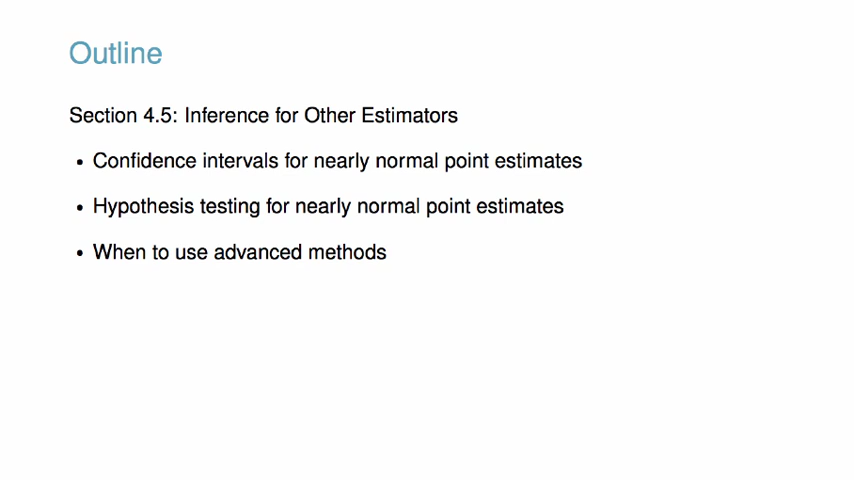 Outline
Section 4.5: Inference for Other Estimators
• Confidence intervals for nearly normal point estimates
• Hypothesis testing for nearly normal point estimates
• When to use advanced methods